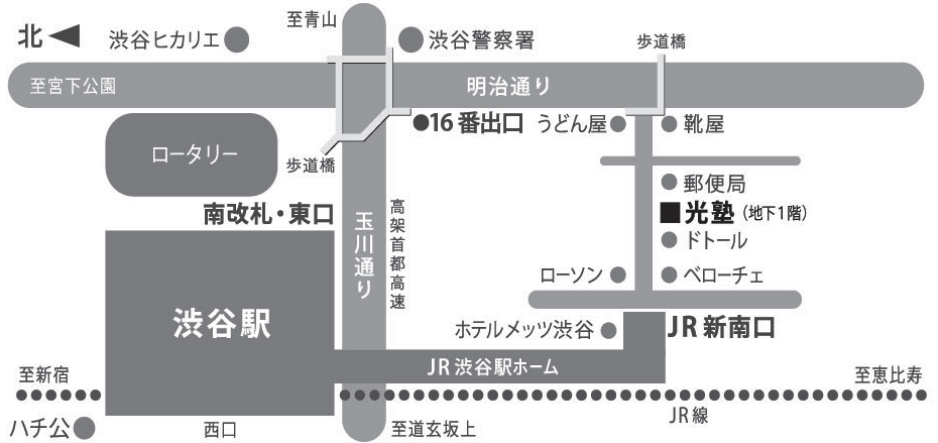 至青山
北
渋谷ヒカリエ
渋谷警察署
歩道橋
至宮下公園
明治通り
16番出口
うどん屋
靴屋
ロータリー
歩道橋
郵便局
南改札・東口
玉川通り
高架首都高速
光塾(地下1階)
ドトール
ローソン
ベローチェ
渋谷駅
ホテルメッツ渋谷
JR新南口
JR渋谷駅ホーム
至新宿
至恵比寿
JR線
ハチ公
西口
至道玄坂上